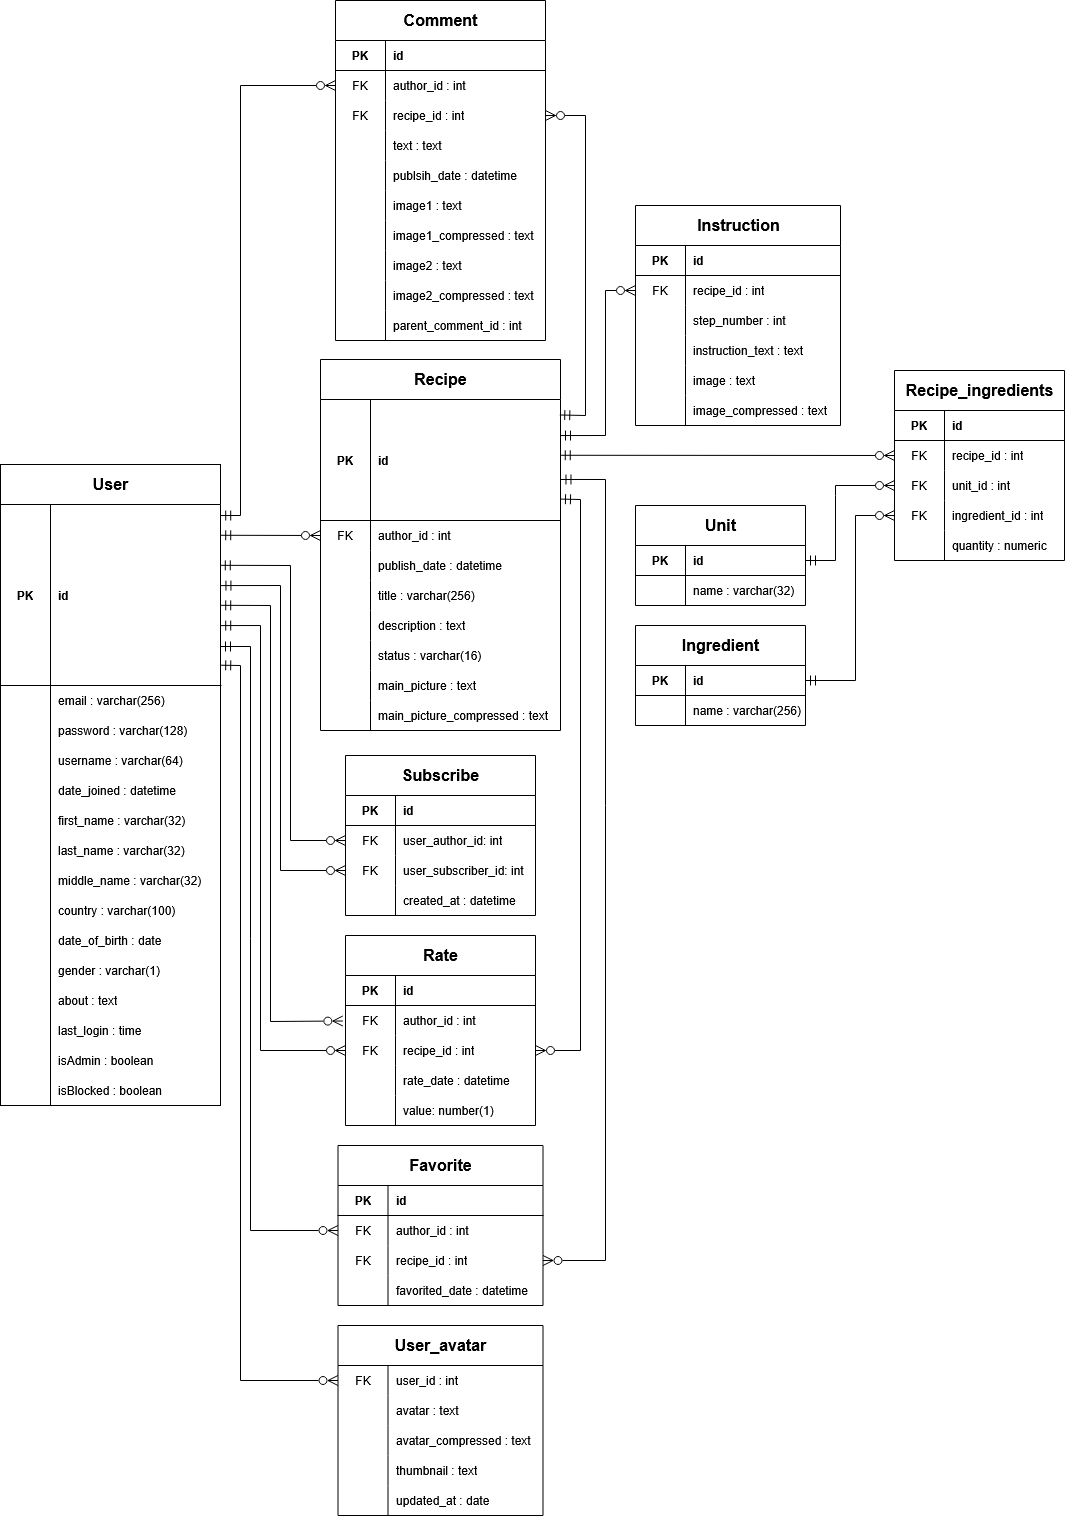 Comment
PK id
FK author_id : int
FK recipe_id : int
text : text
publsih_date : datetime
image1 : text
image1_compressed : text
image2 : text
image2_compressed : text
parent_comment_id : int
Instruction
PK id
FK recipe_id : int
step_number : int
instruction_text : text
image : text
image_compressed : text
Recipe
PK id
FK author_id : int
publish_date : datetime
title : varchar(256)
description : text
status : varchar(16)
main_picture : text
main_picture_compressed : text
Recipe_ingredients
PK id
FK recipe_id : int
FK unit_id : int
FK ingredient_id : int
quantity : numeric
User
PK id
email : varchar(256)
password : varchar(128)
username : varchar(64)
date_joined : datetime
first_name : varchar(32)
last_name : varchar(32)
middle_name : varchar(32)
country : varchar(100)
date_of_birth : date
gender : varchar(1)
about : text
last_login : time
isAdmin : boolean
isBlocked : boolean
Unit
PK id
name : varchar(32)
Ingredient
PK id
name : varchar(256)
Subscribe
PK id
FK user_author_id: int
FK user_subscriber_id: int
created_at : datetime
Rate
PK id
FK author_id : int
FK recipe_id : int
rate_date : datetime
value: number(1)
Favorite
PK id
FK author_id : int
FK recipe_id : int
favorited_date : datetime
User_avatar
FK user_id : int
avatar : text
avatar_compressed : text
thumbnail : text
updated_at : date